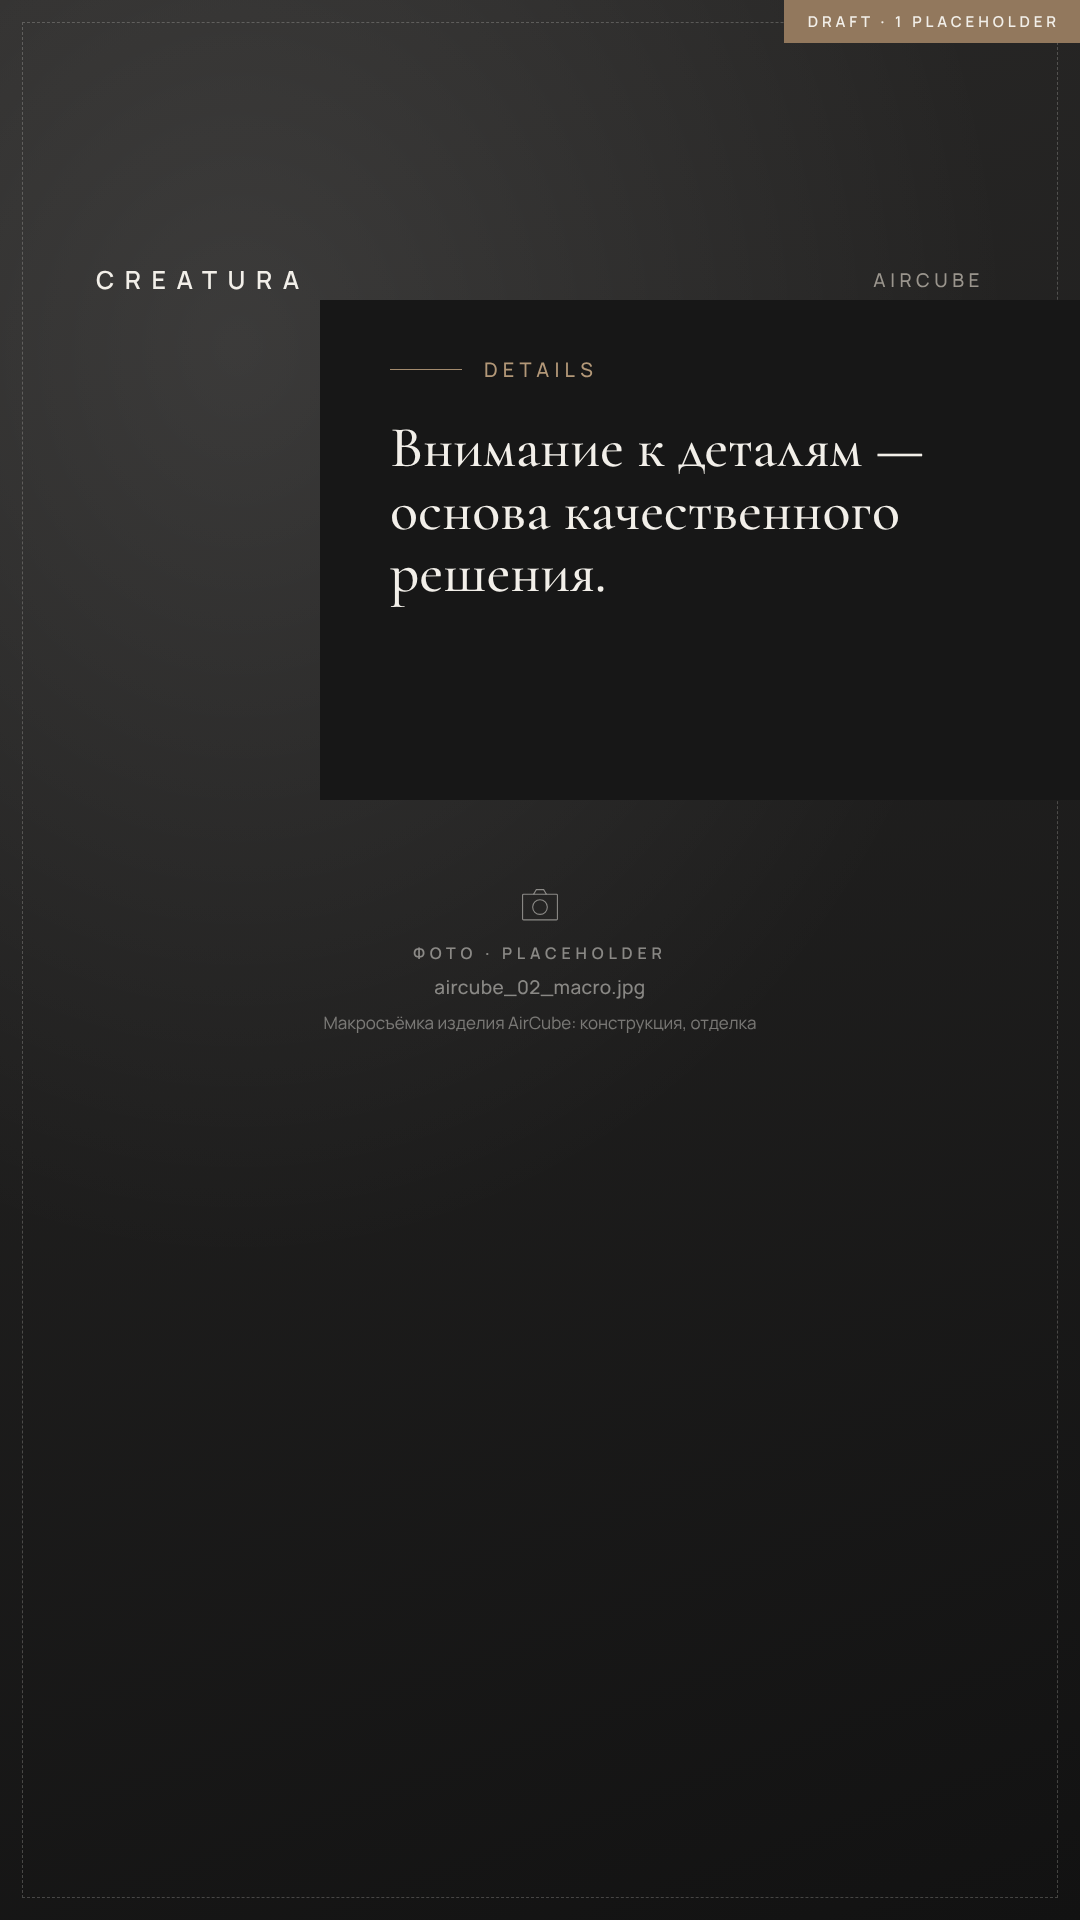 DRAFT · 1 PLACEHOLDER
CREATURA
AIRCUBE
DETAILS
Внимание к деталям —
основа качественного
решения.
ФОТО · PLACEHOLDER
aircube_02_macro.jpg
Макросъёмка изделия AirCube: конструкция, отделка